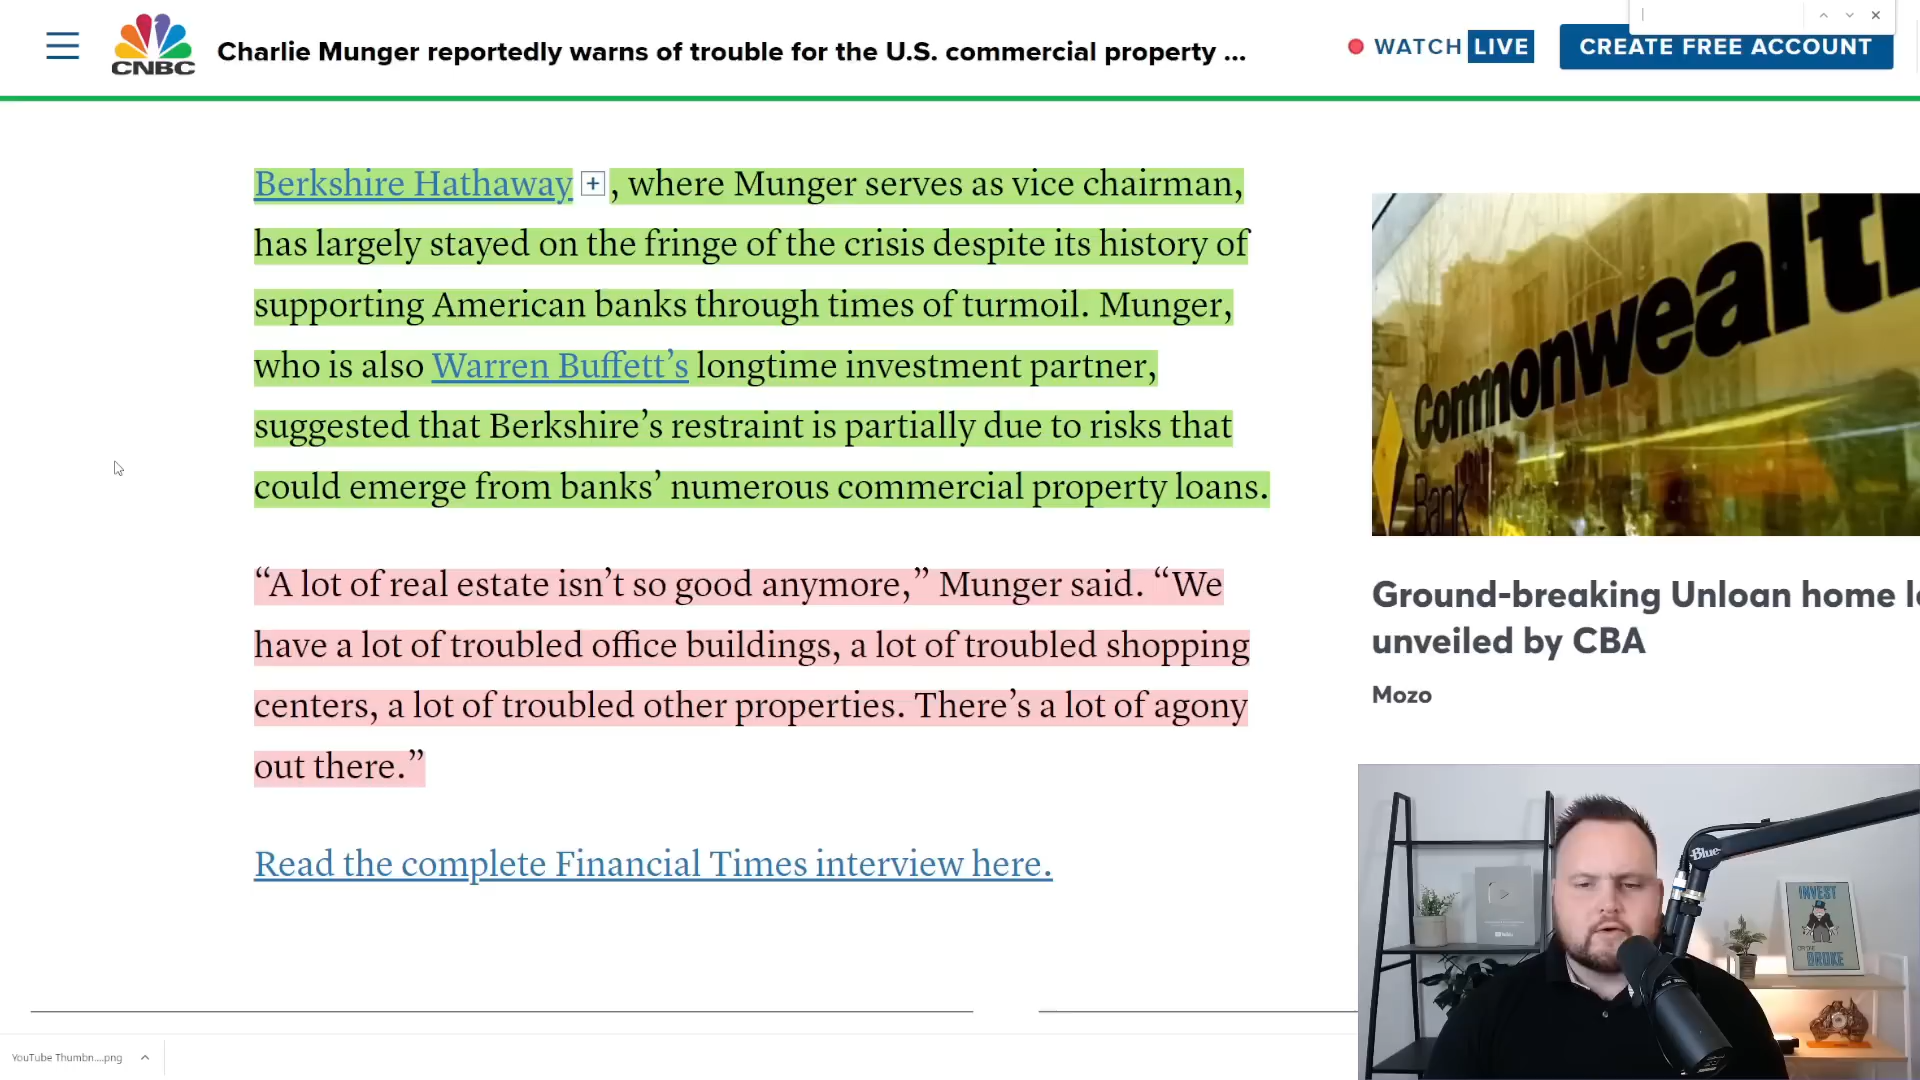 CNBC
Charlie Munger reportedly warns of trouble for the U.S. commercial property ...
WATCH LIVE
CREATE FREE ACCOUNT
Berkshire Hathaway + , where Munger serves as vice chairman,
has largely stayed on the fringe of the crisis despite its history of
supporting American banks through times of turmoil. Munger,
who is also Warren Buffett’s longtime investment partner,
suggested that Berkshire’s restraint is partially due to risks that
could emerge from banks’ numerous commercial property loans.
“A lot of real estate isn’t so good anymore,” Munger said. “We
have a lot of troubled office buildings, a lot of troubled shopping
centers, a lot of troubled other properties. There’s a lot of agony
out there.”
Read the complete Financial Times interview here.
Commonwealt
Bank
Ground-breaking Unloan home l
unveiled by CBA
Mozo
Blue
INVEST
BROKE
YouTube Thumbn....png